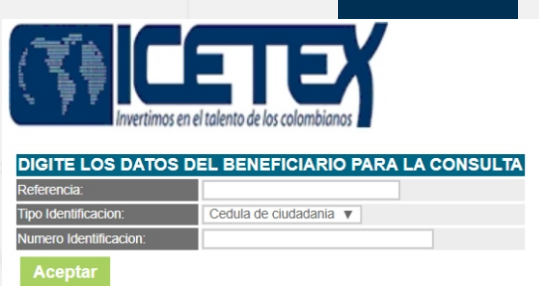 ICETEX
Invertimos en el talento de los colombianos
DIGITE LOS DATOS DEL BENEFICIARIO PARA LA CONSULTA
Referencia:
Tipo Identificacion: Cedula de ciudadania ▼
Numero Identificacion:
Aceptar